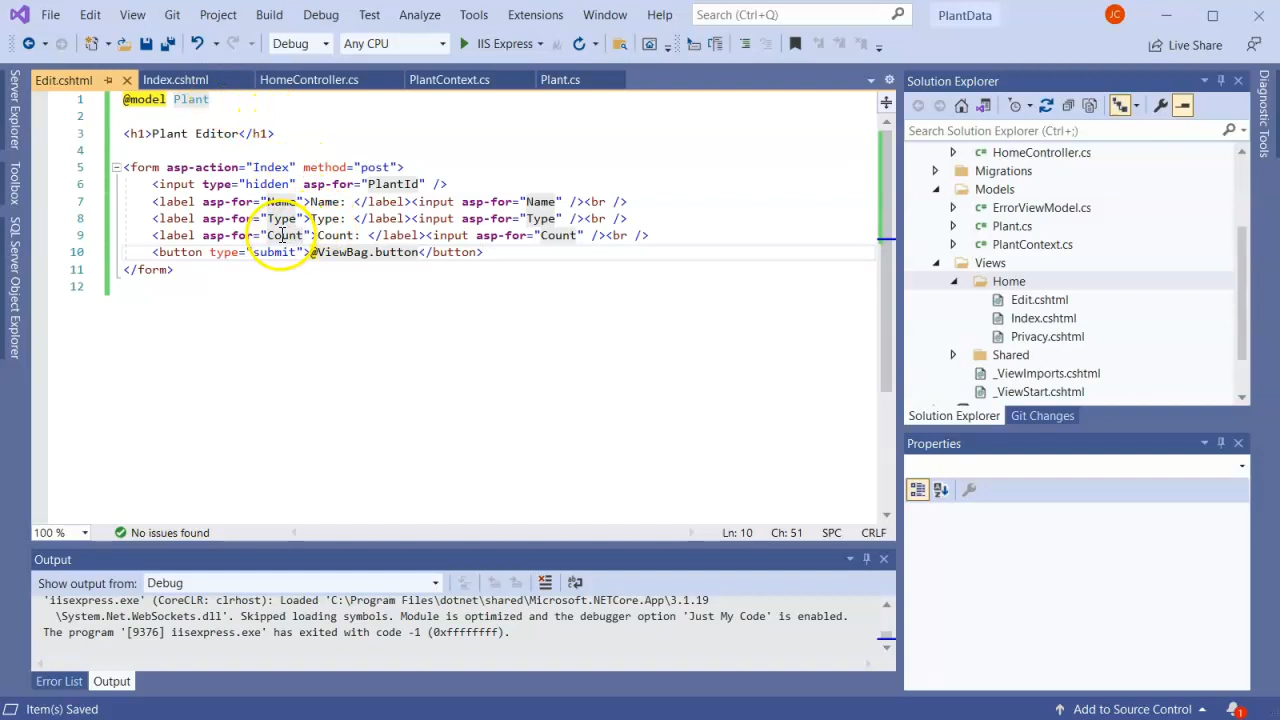 File Edit View Git Project Build Debug Test Analyze Tools Extensions Window Help Search (Ctrl+Q) PlantData JC
Debug Any CPU IIS Express Live Share
Edit.cshtml Index.cshtml HomeController.cs PlantContext.cs Plant.cs
1 @model Plant
2
3 <h1>Plant Editor</h1>
4
5 <form asp-action="Index" method="post">
6 <input type="hidden" asp-for="PlantId" />
7 <label asp-for="Name">Name: </label><input asp-for="Name" /><br />
8 <label asp-for="Type">Type: </label><input asp-for="Type" /><br />
9 <label asp-for="Count">Count: </label><input asp-for="Count" /><br />
10 <button type="submit">@ViewBag.button</button>
11 </form>
12
100 % No issues found Ln: 10 Ch: 51 SPC CRLF
Output
Show output from: Debug
'iisexpress.exe' (CoreCLR: clrhost): Loaded 'C:\Program Files\dotnet\shared\Microsoft.NETCore.App\3.1.19
\System.Net.WebSockets.dll'. Skipped loading symbols. Module is optimized and the debugger option 'Just My Code' is enabled.
The program '[9376] iisexpress.exe' has exited with code -1 (0xffffffff).
Error List Output
Item(s) Saved
Add to Source Control 1
Server Explorer
Toolbox
SQL Server Object Explorer
Solution Explorer
Search Solution Explorer (Ctrl+;)
HomeController.cs
Migrations
Models
C# ErrorViewModel.cs
C# Plant.cs
C# PlantContext.cs
Views
Home
Edit.cshtml
Index.cshtml
Privacy.cshtml
Shared
_ViewImports.cshtml
_ViewStart.cshtml
Solution Explorer Git Changes
Properties
Diagnostic Tools